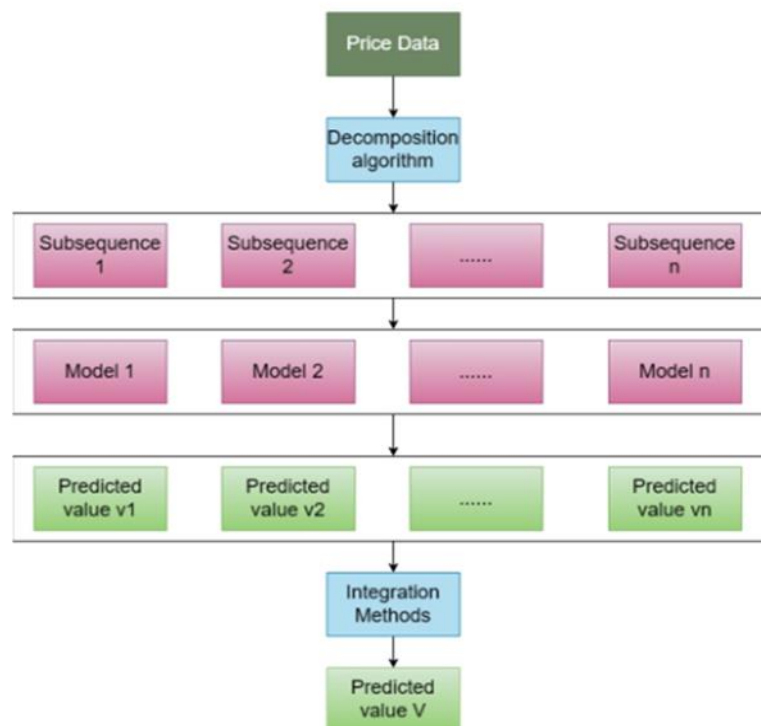 Price Data
Decomposition
algorithm
Subsequence
1
Subsequence
2
......
Subsequence
n
Model 1
Model 2
......
Model n
Predicted
value v1
Predicted
value v2
......
Predicted
value vn
Integration
Methods
Predicted
value V